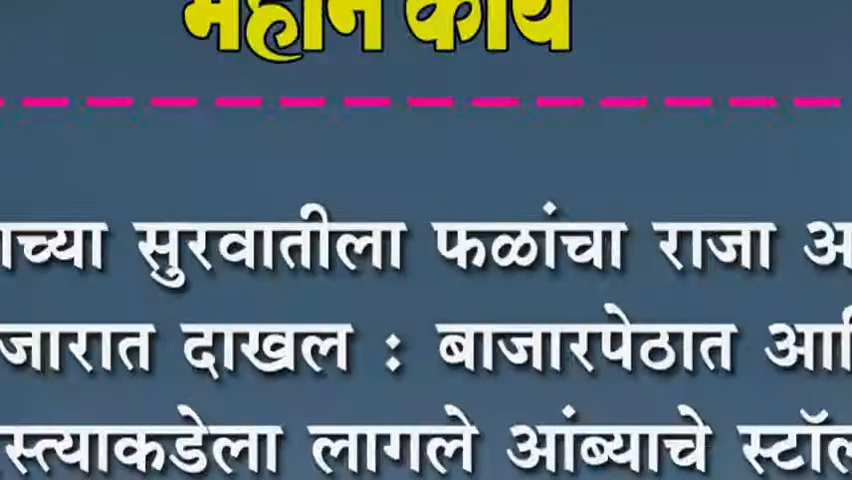 महान कार्य
च्या सुरवातीला फळांचा राजा
जारात दाखल : बाजारपेठात
स्त्याकडेला लागले आंब्याचे स्टॉल